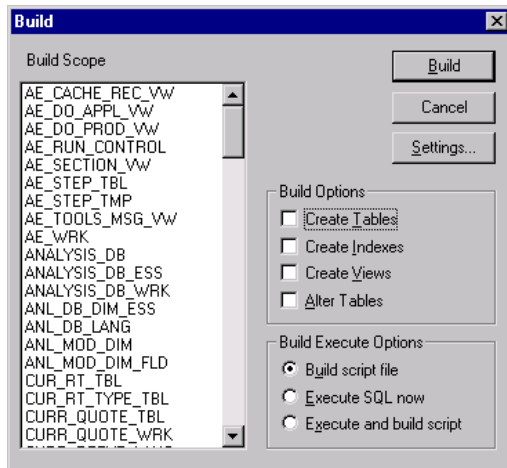 Build
Build Scope
AE_CACHE_REC_VW
AE_DO_APPL_VW
AE_DO_PROD_VW
AE_RUN_CONTROL
AE_SECTION_VW
AE_STEP_TBL
AE_STEP_TMP
AE_TOOLS_MSG_VW
AE_WRK
ANALYSIS_DB
ANALYSIS_DB_ESS
ANALYSIS_DB_WRK
ANL_DB_DIM_ESS
ANL_DB_LANG
ANL_MOD_DIM
ANL_MOD_DIM_FLD
CUR_RT_TBL
CUR_RT_TYPE_TBL
CURR_QUOTE_TBL
CURR_QUOTE_WRK
Build
Cancel
Settings...
Build Options
Create Tables
Create Indexes
Create Views
Alter Tables
Build Execute Options
Build script file
Execute SQL now
Execute and build script